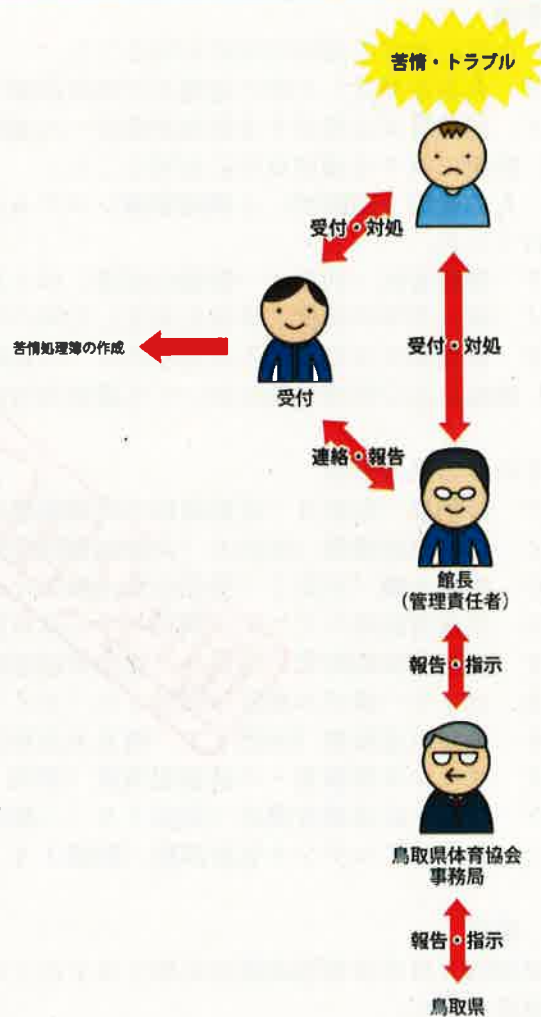 苦情・トラブル
受付・対処
受付・対処
苦情処理簿の作成
受付
連絡・報告
館長
（管理責任者）
報告・指示
鳥取県体育協会
事務局
報告・指示
鳥取県